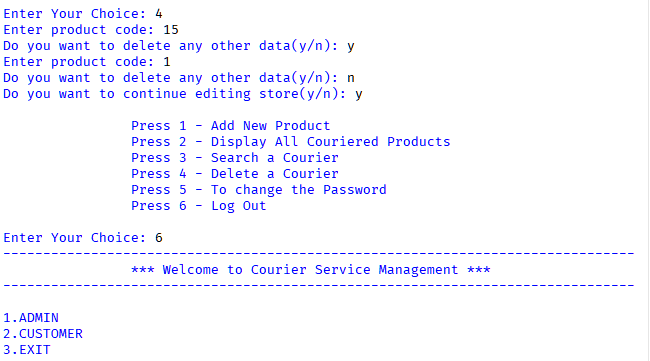 Enter Your Choice: 4
Enter product code: 15
Do you want to delete any other data(y/n): y
Enter product code: 1
Do you want to delete any other data(y/n): n
Do you want to continue editing store(y/n): y
Press 1 - Add New Product
Press 2 - Display All Couriered Products
Press 3 - Search a Courier
Press 4 - Delete a Courier
Press 5 - To change the Password
Press 6 - Log Out
Enter Your Choice: 6
-------------------------------------------------------------------------------
*** Welcome to Courier Service Management ***
-------------------------------------------------------------------------------
1.ADMIN
2.CUSTOMER
3.EXIT